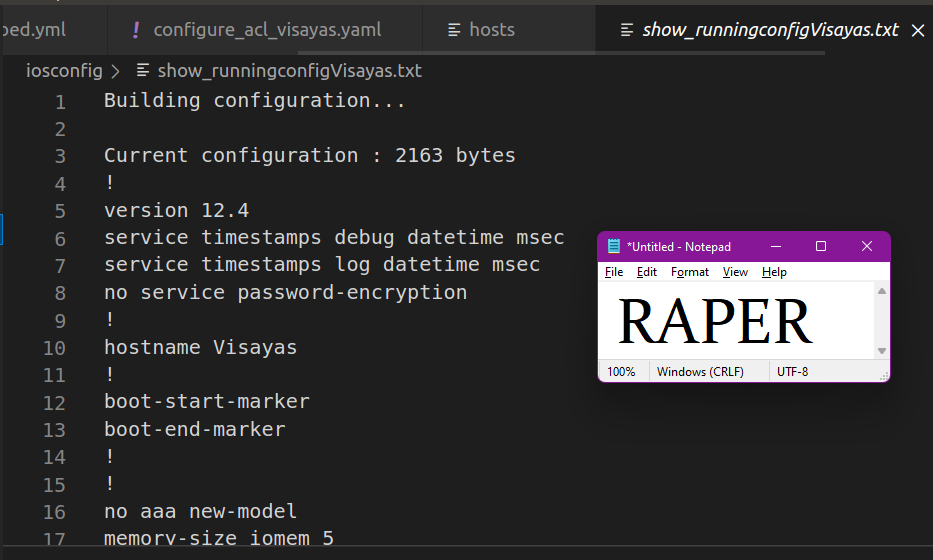 ped.yml ! configure_acl_visayas.yaml hosts show_runningconfigVisayas.txt
iosconfig > show_runningconfigVisayas.txt
1 Building configuration...
2
3 Current configuration : 2163 bytes
4 !
5 version 12.4
6 service timestamps debug datetime msec
7 service timestamps log datetime msec
8 no service password-encryption
9 !
10 hostname Visayas
11 !
12 boot-start-marker
13 boot-end-marker
14 !
15 !
16 no aaa new-model
17 memory-size iomem 5
*Untitled - Notepad
File Edit Format View Help
RAPER
100% Windows (CRLF) UTF-8